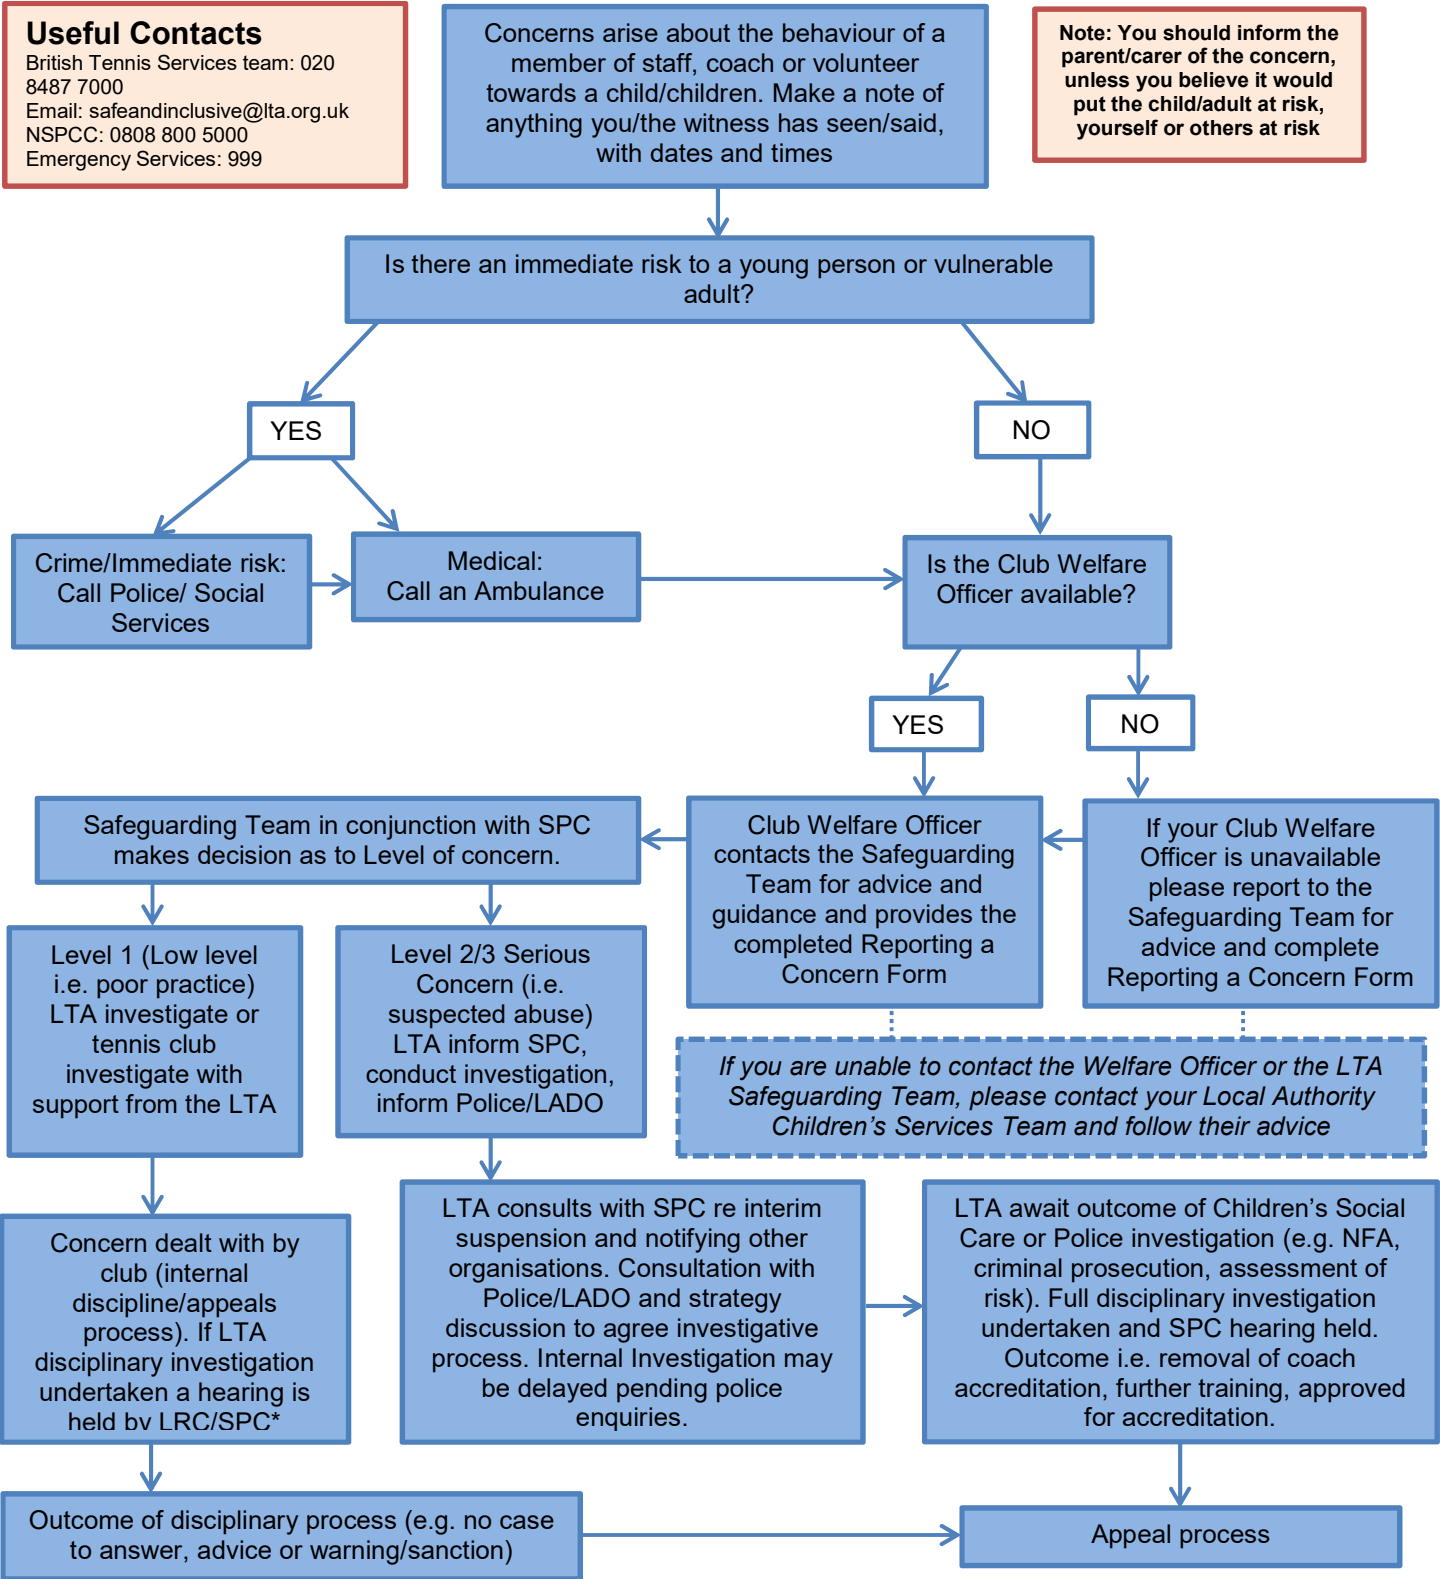 Useful Contacts
British Tennis Services team: 020
8487 7000
Email: safeandinclusive@lta.org.uk
NSPCC: 0808 800 5000
Emergency Services: 999
Concerns arise about the behaviour of a
member of staff, coach or volunteer
towards a child/children. Make a note of
anything you/the witness has seen/said,
with dates and times
Note: You should inform the
parent/carer of the concern,
unless you believe it would
put the child/adult at risk,
yourself or others at risk
Is there an immediate risk to a young person or vulnerable
adult?
YES
NO
Crime/Immediate risk:
Call Police/ Social
Services
Medical:
Call an Ambulance
Is the Club Welfare
Officer available?
YES
NO
Safeguarding Team in conjunction with SPC
makes decision as to Level of concern.
Club Welfare Officer
contacts the Safeguarding
Team for advice and
guidance and provides the
completed Reporting a
Concern Form
If your Club Welfare
Officer is unavailable
please report to the
Safeguarding Team for
advice and complete
Reporting a Concern Form
Level 1 (Low level
i.e. poor practice)
LTA investigate or
tennis club
investigate with
support from the LTA
Level 2/3 Serious
Concern (i.e.
suspected abuse)
LTA inform SPC,
conduct investigation,
inform Police/LADO
If you are unable to contact the Welfare Officer or the LTA
Safeguarding Team, please contact your Local Authority
Children’s Services Team and follow their advice
Concern dealt with by
club (internal
discipline/appeals
process). If LTA
disciplinary investigation
undertaken a hearing is
held by LRC/SPC*
LTA consults with SPC re interim
suspension and notifying other
organisations. Consultation with
Police/LADO and strategy
discussion to agree investigative
process. Internal Investigation may
be delayed pending police
enquiries.
LTA await outcome of Children’s Social
Care or Police investigation (e.g. NFA,
criminal prosecution, assessment of
risk). Full disciplinary investigation
undertaken and SPC hearing held.
Outcome i.e. removal of coach
accreditation, further training, approved
for accreditation.
Outcome of disciplinary process (e.g. no case
to answer, advice or warning/sanction)
Appeal process